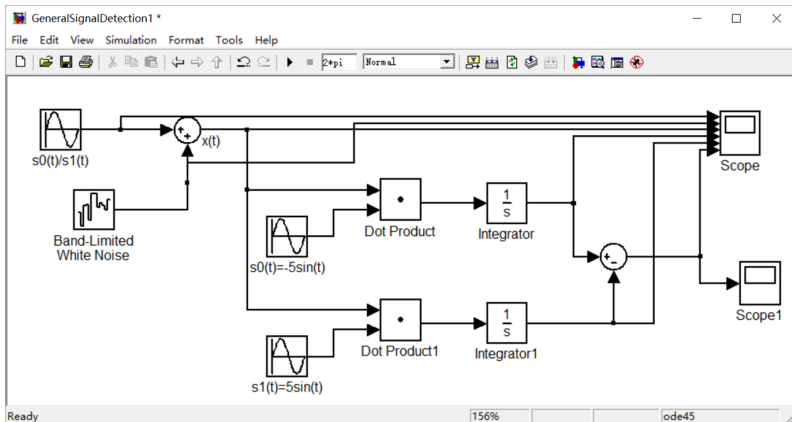 GeneralSignalDetection1 *
File Edit View Simulation Format Tools Help
2*pi Normal
s0(t)/s1(t)
x(t)
Scope
Band-Limited
White Noise
s0(t)=-5sin(t)
Dot Product
1
s
Integrator
Scope1
s1(t)=5sin(t)
Dot Product1
1
s
Integrator1
Ready 156% ode45